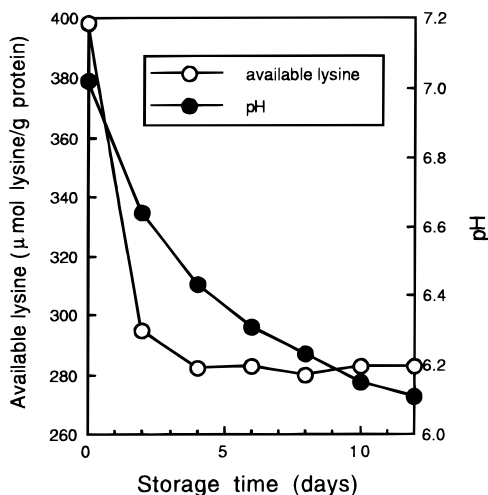 400
380
360
340
320
300
280
260
Available lysine (μmol lysine/g protein)
available lysine
pH
7.2
7.0
6.8
6.6
6.4
6.2
6.0
pH
0 5 10
Storage time (days)